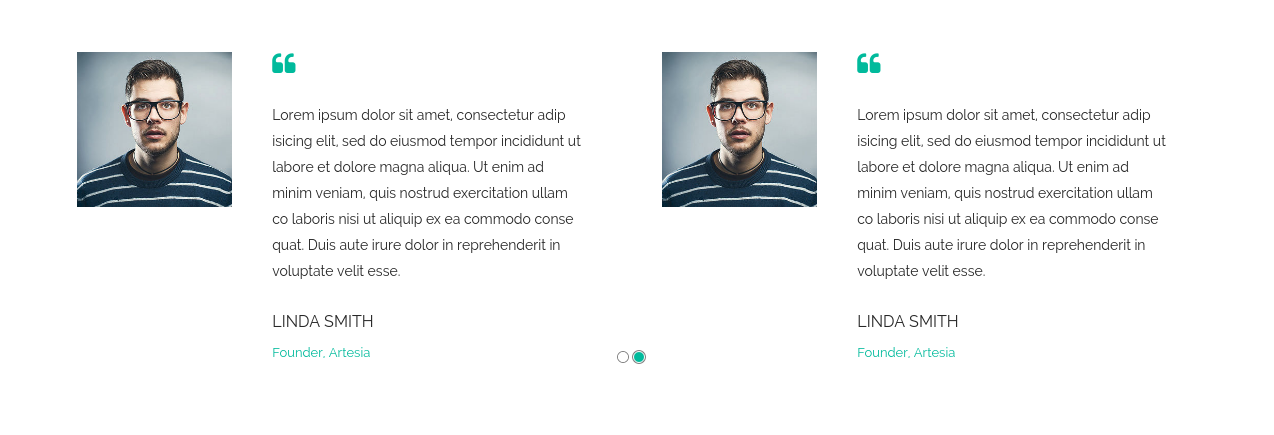 Lorem ipsum dolor sit amet, consectetur adip
isicing elit, sed do eiusmod tempor incididunt ut
labore et dolore magna aliqua. Ut enim ad
minim veniam, quis nostrud exercitation ullam
co laboris nisi ut aliquip ex ea commodo conse
quat. Duis aute irure dolor in reprehenderit in
voluptate velit esse.
LINDA SMITH
Founder, Artesia
Lorem ipsum dolor sit amet, consectetur adip
isicing elit, sed do eiusmod tempor incididunt ut
labore et dolore magna aliqua. Ut enim ad
minim veniam, quis nostrud exercitation ullam
co laboris nisi ut aliquip ex ea commodo conse
quat. Duis aute irure dolor in reprehenderit in
voluptate velit esse.
LINDA SMITH
Founder, Artesia